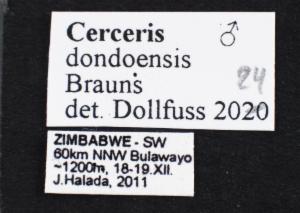 Cerceris ♂
dondoensis
Brauns 24
det. Dollfuss 2020
ZIMBABWE - SW
60km NNW Bulawayo
~1200m, 18-19.XII.
J.Halada, 2011